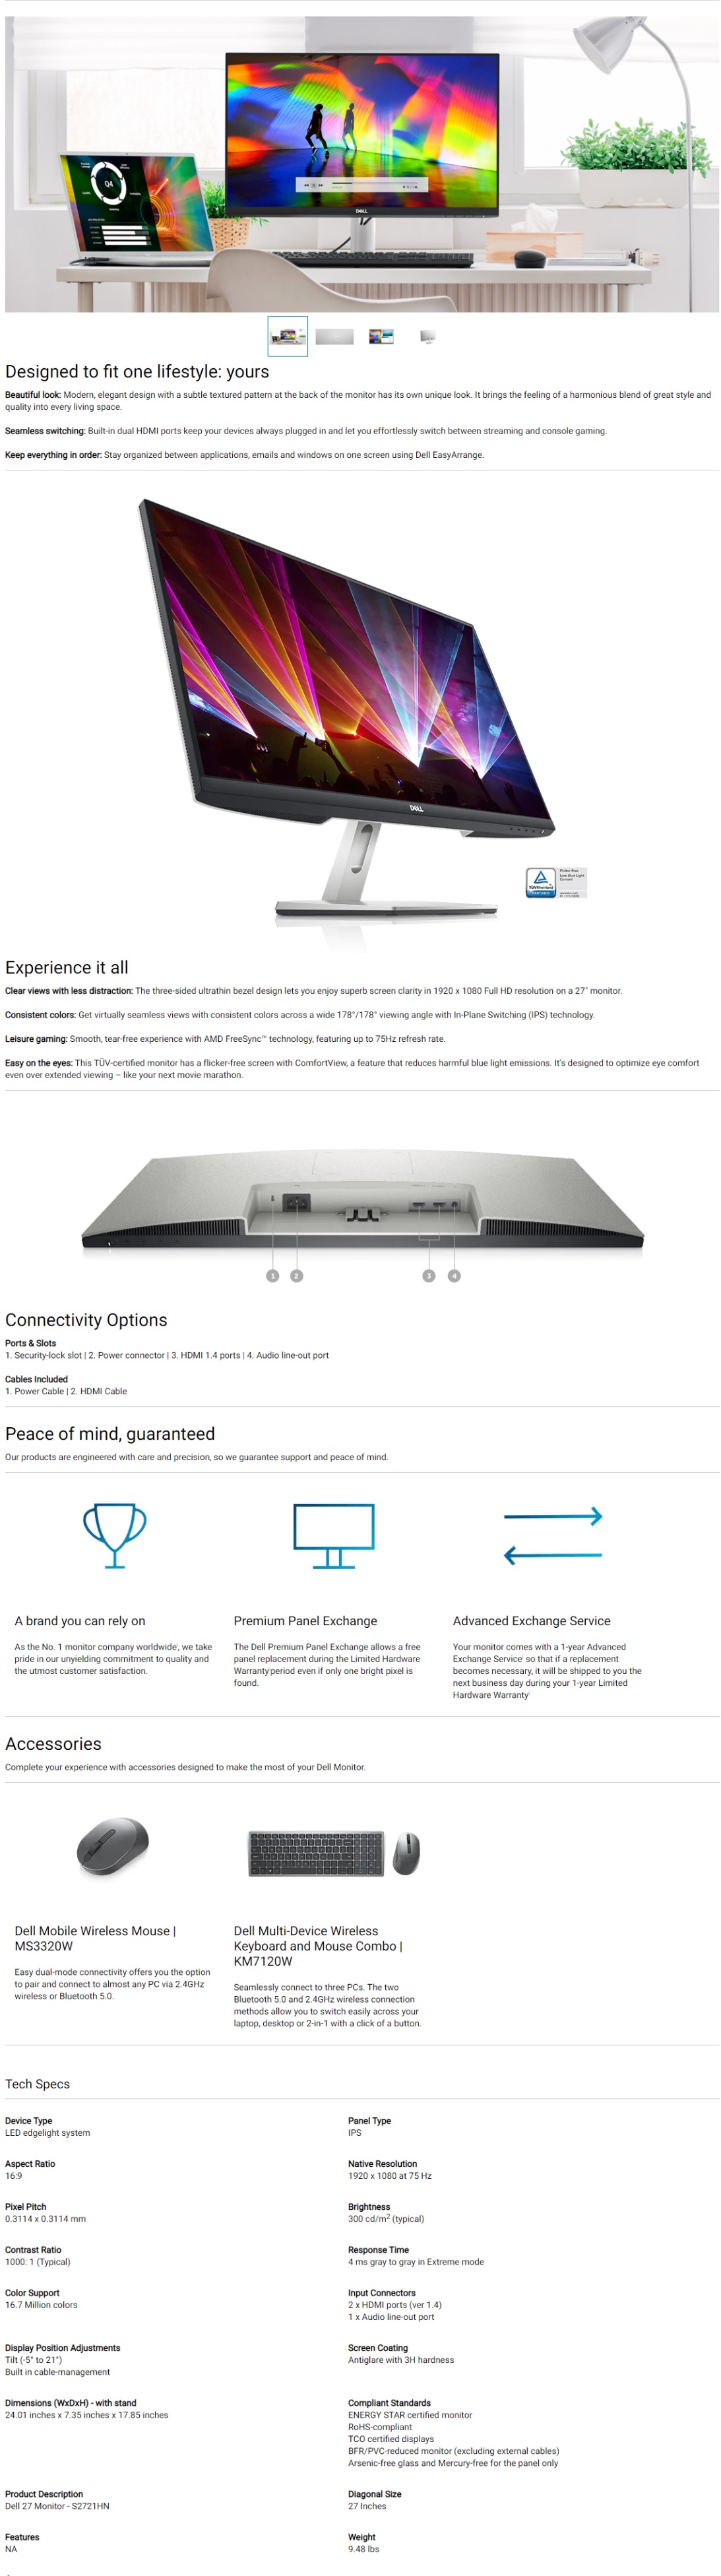 Q4
DELL
DELL
TÜVRheinland
CERTIFIED
Flicker Free
Low Blue Light
Content
Designed to fit one lifestyle: yours
Beautiful look: Modern, elegant design with a subtle textured pattern at the back of the monitor has its own unique look. It brings the feeling of a harmonious blend of great style and
quality into every living space.
Seamless switching: Built-in dual HDMI ports keep your devices always plugged in and let you effortlessly switch between streaming and console gaming.
Keep everything in order: Stay organized between applications, emails and windows on one screen using Dell EasyArrange.
Experience it all
Clear views with less distraction: The three-sided ultrathin bezel design lets you enjoy superb screen clarity in 1920 x 1080 Full HD resolution on a 27" monitor.
Consistent colors: Get virtually seamless views with consistent colors across a wide 178°/178° viewing angle with In-Plane Switching (IPS) technology.
Leisure gaming: Smooth, tear-free experience with AMD FreeSync™ technology, featuring up to 75Hz refresh rate.
Easy on the eyes: This TÜV-certified monitor has a flicker-free screen with ComfortView, a feature that reduces harmful blue light emissions. It's designed to optimize eye comfort
even over extended viewing – like your next movie marathon.
1 2 3 4
Connectivity Options
Ports & Slots
1. Security-lock slot | 2. Power connector | 3. HDMI 1.4 ports | 4. Audio line-out port
Cables Included
1. Power Cable | 2. HDMI Cable
Peace of mind, guaranteed
Our products are engineered with care and precision, so we guarantee support and peace of mind.
A brand you can rely on
As the No. 1 monitor company worldwide, we take
pride in our unyielding commitment to quality and
the utmost customer satisfaction.
Premium Panel Exchange
The Dell Premium Panel Exchange allows a free
panel replacement during the Limited Hardware
Warranty period even if only one bright pixel is
found.
Advanced Exchange Service
Your monitor comes with a 1-year Advanced
Exchange Service so that if a replacement
becomes necessary, it will be shipped to you the
next business day during your 1-year Limited
Hardware Warranty
Accessories
Complete your experience with accessories designed to make the most of your Dell Monitor.
Dell Mobile Wireless Mouse |
MS3320W
Easy dual-mode connectivity offers you the option
to pair and connect to almost any PC via 2.4GHz
wireless or Bluetooth 5.0.
Dell Multi-Device Wireless
Keyboard and Mouse Combo |
KM7120W
Seamlessly connect to three PCs. The two
Bluetooth 5.0 and 2.4GHz wireless connection
methods allow you to switch easily across your
laptop, desktop or 2-in-1 with a click of a button.
Tech Specs
Device Type
LED edgelight system
Panel Type
IPS
Aspect Ratio
16:9
Native Resolution
1920 x 1080 at 75 Hz
Pixel Pitch
0.3114 x 0.3114 mm
Brightness
300 cd/m² (typical)
Contrast Ratio
1000: 1 (Typical)
Response Time
4 ms gray to gray in Extreme mode
Color Support
16.7 Million colors
Input Connectors
2 x HDMI ports (ver 1.4)
1 x Audio line-out port
Display Position Adjustments
Tilt (-5° to 21°)
Built in cable-management
Screen Coating
Antiglare with 3H hardness
Dimensions (WxDxH) - with stand
24.01 inches x 7.35 inches x 17.85 inches
Compliant Standards
ENERGY STAR certified monitor
RoHS-compliant
TCO certified displays
BFR/PVC-reduced monitor (excluding external cables)
Arsenic-free glass and Mercury-free for the panel only
Product Description
Dell 27 Monitor - S2721HN
Diagonal Size
27 Inches
Features
NA
Weight
9.48 lbs